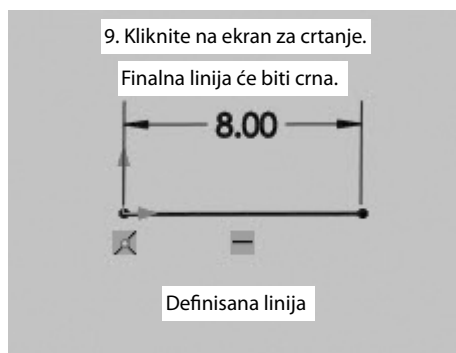 9. Kliknite na ekran za crtanje.
Finalna linija će biti crna.
8.00
Definisana linija